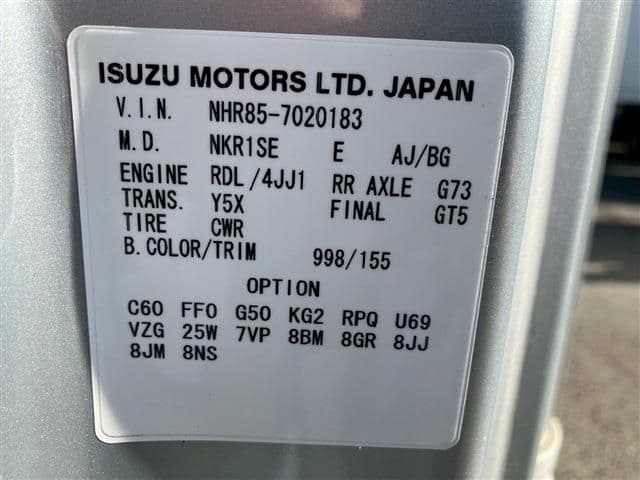 ISUZU MOTORS LTD. JAPAN
V.I.N. NHR85-7020183
M.D. NKR1SE E AJ/BG
ENGINE RDL/4JJ1 RR AXLE G73
TRANS. Y5X FINAL GT5
TIRE CWR
B.COLOR/TRIM 998/155
OPTION
C60 FF0 G50 KG2 RPQ U69
VZG 25W 7VP 8BM 8GR 8JJ
8JM 8NS